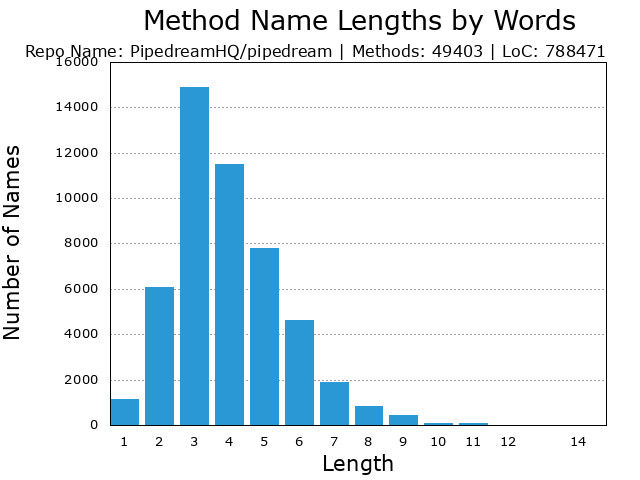 Method Name Lengths by Words
Repo Name: PipedreamHQ/pipedream | Methods: 49403 | LoC: 788471
16000
14000
12000
10000
8000
6000
4000
2000
0
Number of Names
1 2 3 4 5 6 7 8 9 10 11 12 14
Length